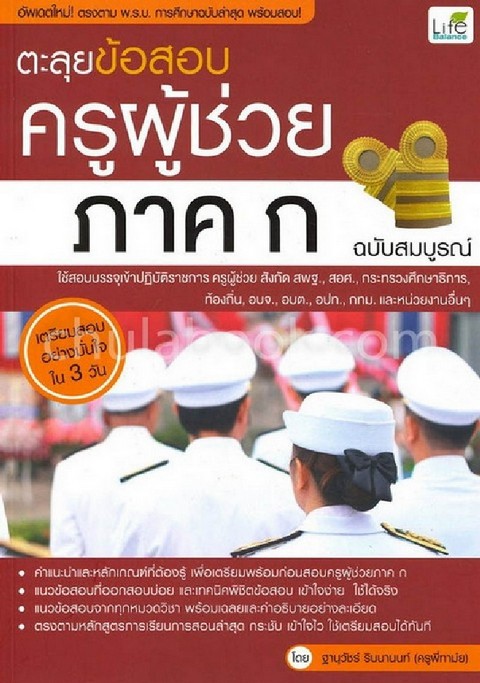 อัพเดตใหม่! ตรงตาม พ.ร.บ. การศึกษาฉบับล่าสุด พร้อมสอบ!
Life
Balance
ตะลุยข้อสอบ
ครูผู้ช่วย
ภาค ก
ฉบับสมบูรณ์
ใช้สอบบรรจุเข้าปฏิบัติราชการ ครูผู้ช่วย สังกัด สพฐ., สอศ., กระทรวงศึกษาธิการ,
ท้องถิ่น, อบจ., อบต., อปท., กทม. และหน่วยงานอื่นๆ
chulabook.com
เตรียมสอบ
อย่างมั่นใจ
ใน 3 วัน
• คำแนะนำและหลักเกณฑ์ที่ต้องรู้ เพื่อเตรียมพร้อมก่อนสอบครูผู้ช่วยภาค ก
• แนวข้อสอบที่ออกสอบบ่อย และเทคนิคพิชิตข้อสอบ เข้าใจง่าย ใช้ได้จริง
• แนวข้อสอบจากทุกหมวดวิชา พร้อมเฉลยและคำอธิบายอย่างละเอียด
• ตรงตามหลักสูตรการเรียนการสอนล่าสุด กระชับ เข้าใจไว ใช้เตรียมสอบได้ทันที
โดย ฐานุวัชร์ รินนานนท์ (ครูพี่ทาม์ย)